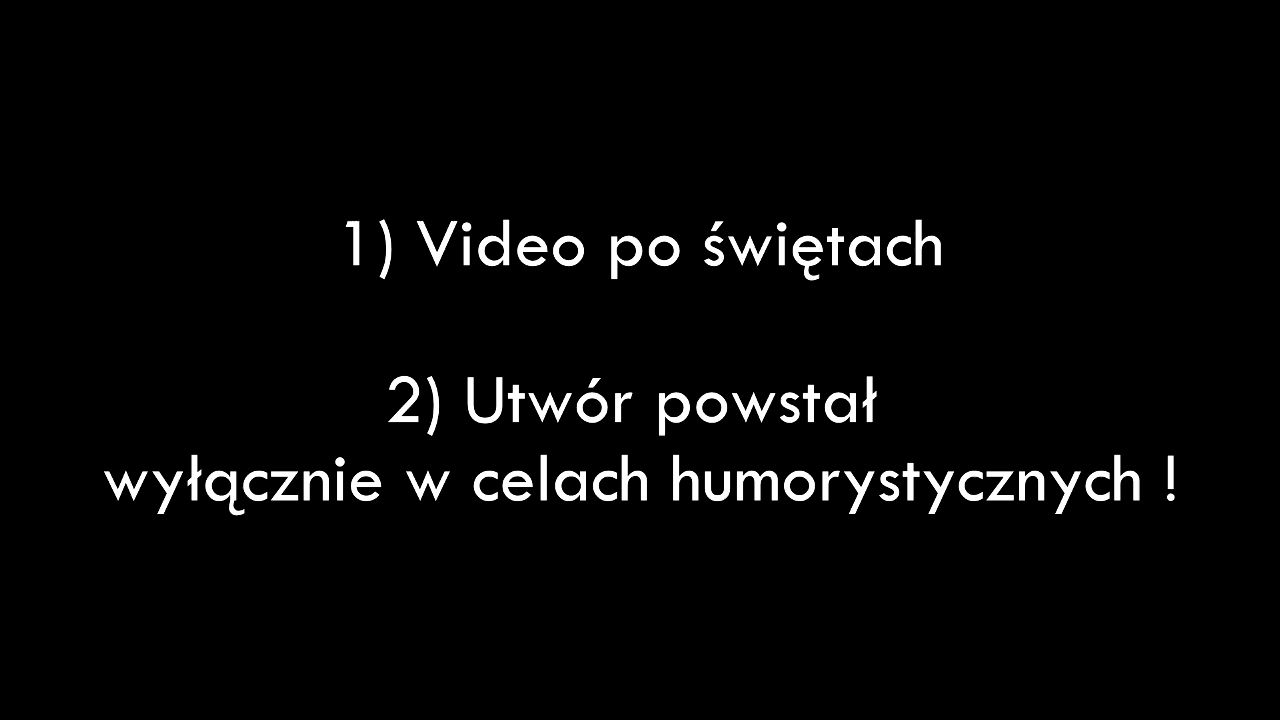 1) Video po świętach
2) Utwór powstał
wyłącznie w celach humorystycznych !